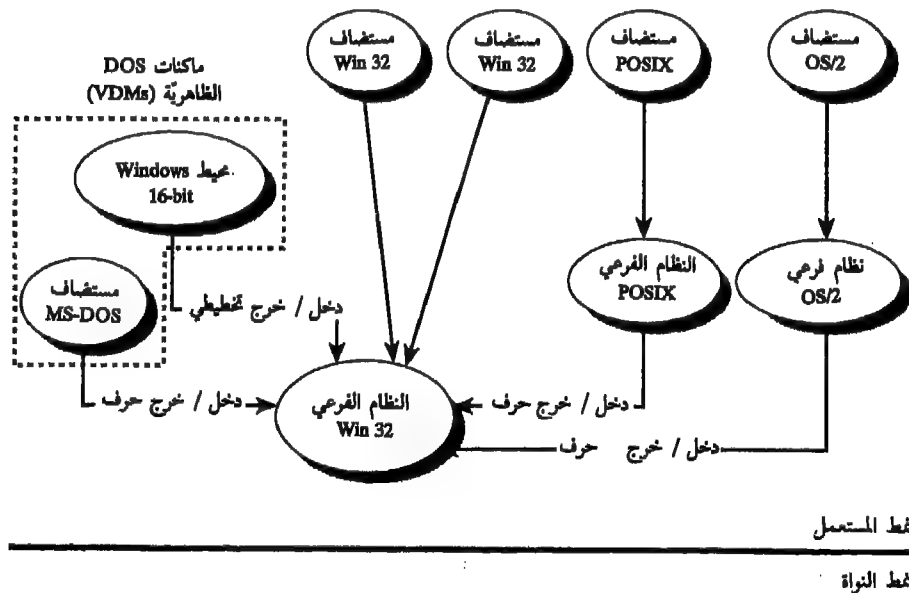 ماكنات DOS
الظاهريّة (VDMs)
مستضاف
Win 32
مستضاف
Win 32
مستضاف
POSIX
مستضاف
OS/2
محيط Windows
16-bit
مستضاف
MS-DOS
النظام الفرعي
POSIX
نظام فرعي
OS/2
دخل / خرج تخطيطي
دخل / خرج حرف
النظام الفرعي
Win 32
دخل / خرج حرف
دخل / خرج حرف
نمط المستعمل
نمط النواة